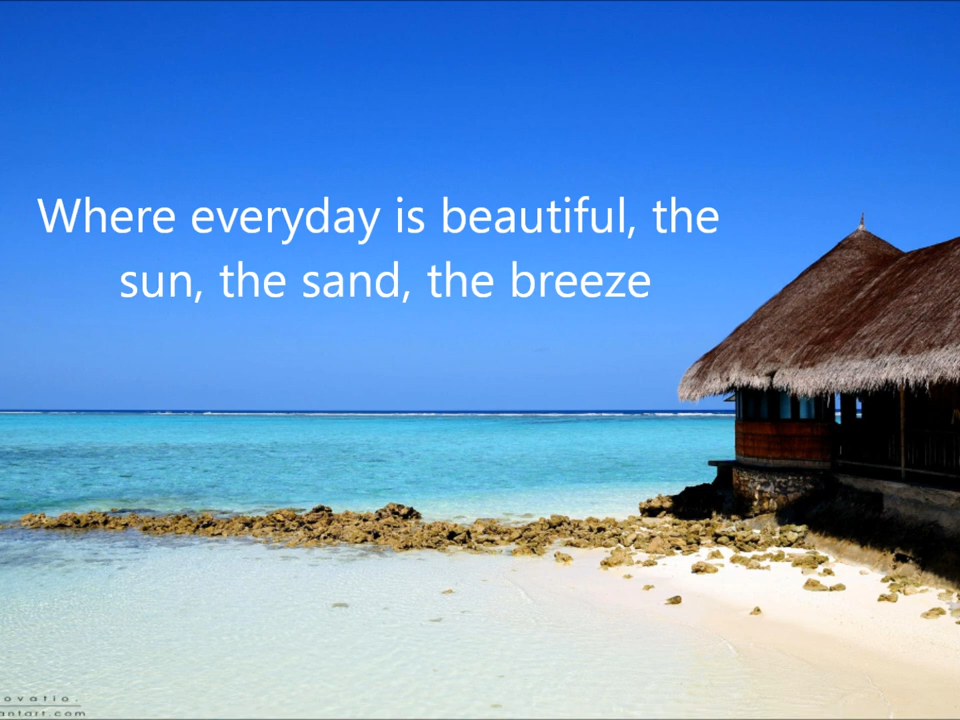 Where everyday is beautiful, the
sun, the sand, the breeze